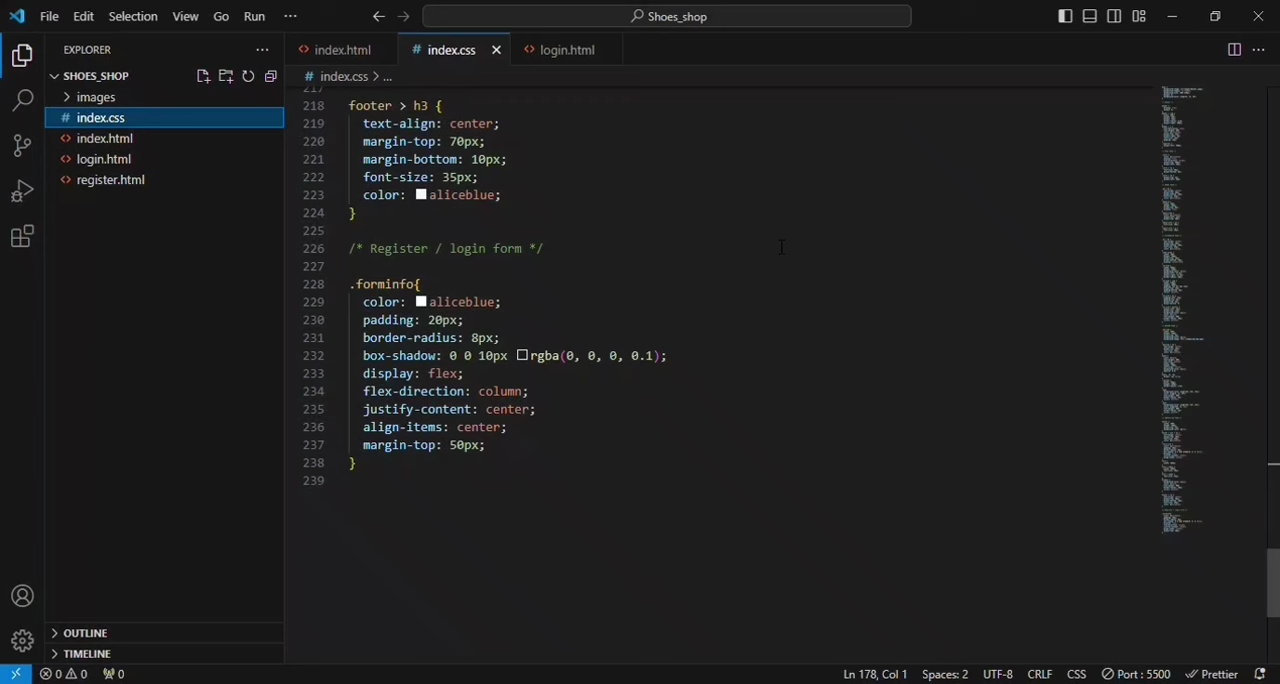 File Edit Selection View Go Run ···
Shoes_shop
EXPLORER ···
index.html
# index.css
login.html
SHOES_SHOP
# index.css > ...
images
# index.css
index.html
login.html
register.html
217
218 footer > h3 {
219 text-align: center;
220 margin-top: 70px;
221 margin-bottom: 10px;
222 font-size: 35px;
223 color: aliceblue;
224 }
225
226 /* Register / login form */
227
228 .forminfo{
229 color: aliceblue;
230 padding: 20px;
231 border-radius: 8px;
232 box-shadow: 0 0 10px rgba(0, 0, 0, 0.1);
233 display: flex;
234 flex-direction: column;
235 justify-content: center;
236 align-items: center;
237 margin-top: 50px;
238 }
239
OUTLINE
TIMELINE
0 0 0 Ln 178, Col 1 Spaces: 2 UTF-8 CRLF CSS Port : 5500 Prettier